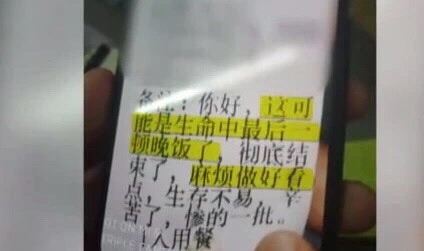 备注：你好，这可
能是生命中最后一
顿晚饭了，彻底结
束了，麻烦做好看
点，生存不易，辛
苦了，惨的一批。
1人用餐